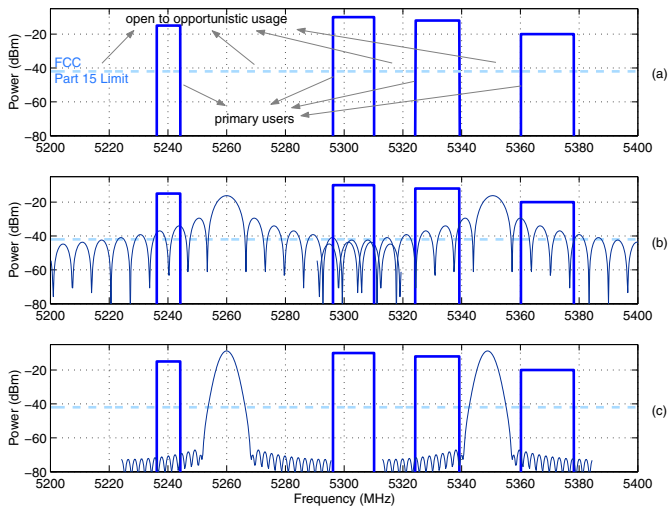 open to opportunistic usage
−20
FCC
Part 15 Limit
−40
−60
primary users
−80
Power (dBm)
(a)
5200 5220 5240 5260 5280 5300 5320 5340 5360 5380 5400
−20
−40
−60
−80
Power (dBm)
(b)
5200 5220 5240 5260 5280 5300 5320 5340 5360 5380 5400
−20
−40
−60
−80
Power (dBm)
(c)
5200 5220 5240 5260 5280 5300 5320 5340 5360 5380 5400
Frequency (MHz)